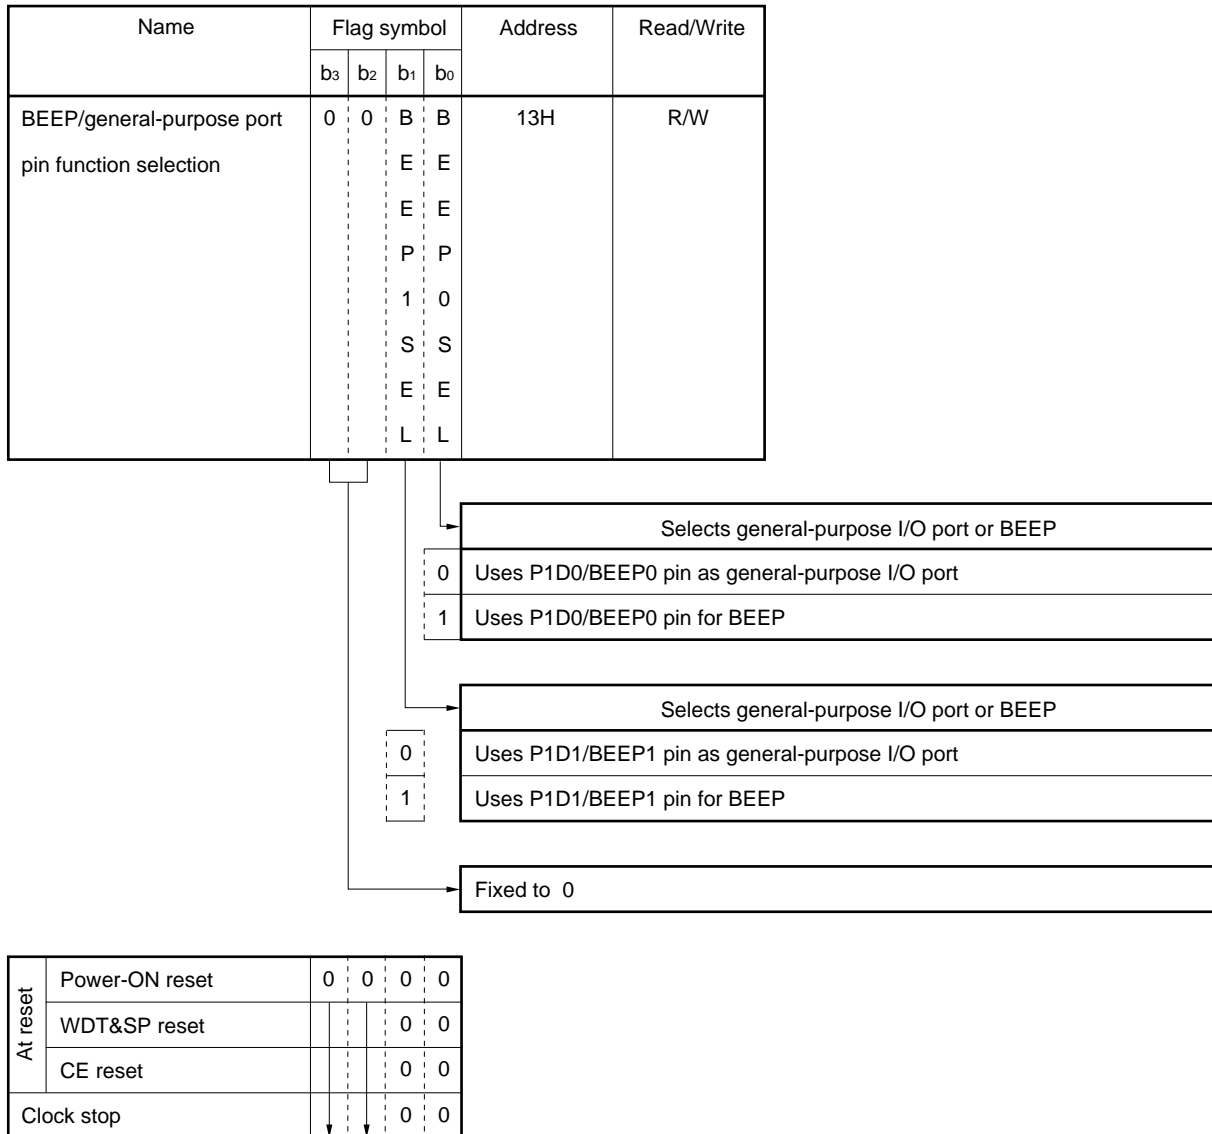 Name Flag symbol Address Read/Write
b3 b2 b1 b0
BEEP/general-purpose port 0 0 B B 13H R/W
pin function selection E E
E E
P P
1 0
S S
E E
L L
Selects general-purpose I/O port or BEEP
0 Uses P1D0/BEEP0 pin as general-purpose I/O port
1 Uses P1D0/BEEP0 pin for BEEP
Selects general-purpose I/O port or BEEP
0 Uses P1D1/BEEP1 pin as general-purpose I/O port
1 Uses P1D1/BEEP1 pin for BEEP
Fixed to 0
At reset
Power-ON reset 0 0 0 0
WDT&SP reset 0 0
CE reset 0 0
Clock stop 0 0